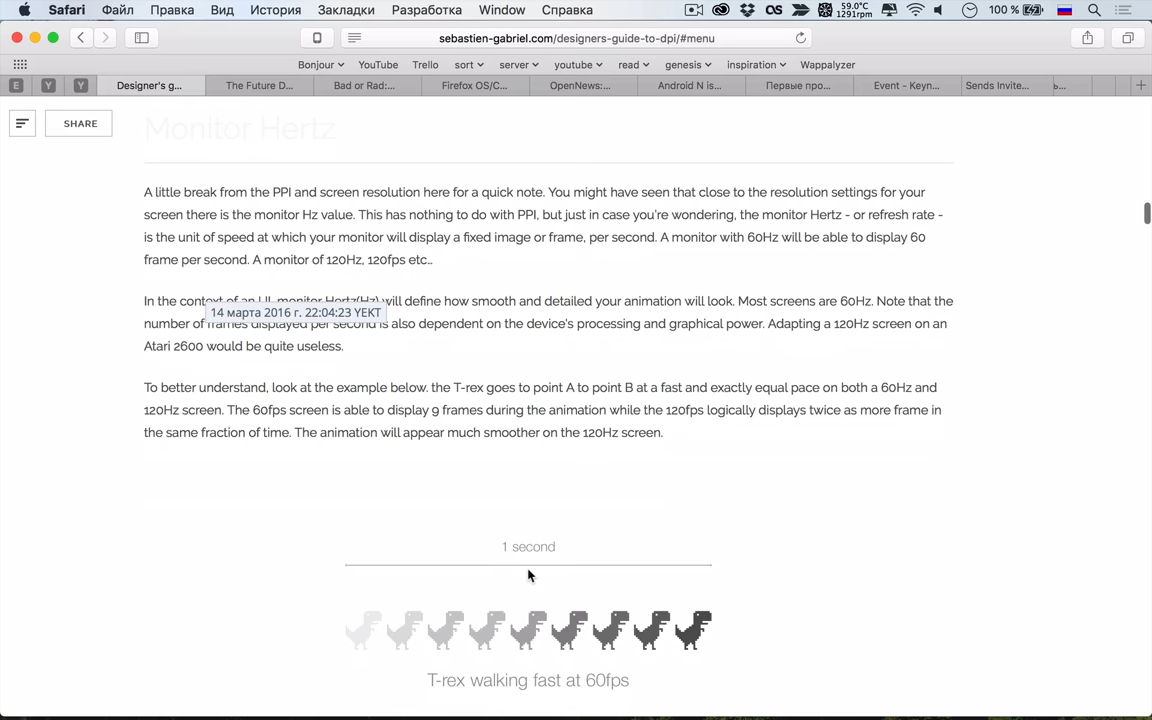 Safari Файл Правка Вид История Закладки Разработка Window Справка 59.0°C 1291rpm 100 %
sebastien-gabriel.com/designers-guide-to-dpi/#menu
Bonjour YouTube Trello sort server youtube read genesis inspiration Wappalyzer
E Y Y Designer's g... The Future D... Bad or Rad:... Firefox OS/C... OpenNews:... Android N is... Первые про... Event - Keyn... Sends Invite... ь...
SHARE
Monitor Hertz
A little break from the PPI and screen resolution here for a quick note. You might have seen that close to the resolution settings for your
screen there is the monitor Hz value. This has nothing to do with PPI, but just in case you're wondering, the monitor Hertz - or refresh rate -
is the unit of speed at which your monitor will display a fixed image or frame, per second. A monitor with 60Hz will be able to display 60
frame per second. A monitor of 120Hz, 120fps etc…
In the context of an UI, monitor Hertz(Hz) will define how smooth and detailed your animation will look. Most screens are 60Hz. Note that the
14 марта 2016 г. 22:04:23 YEKT
number of frames displayed per second is also dependent on the device's processing and graphical power. Adapting a 120Hz screen on an
Atari 2600 would be quite useless.
To better understand, look at the example below. the T-rex goes to point A to point B at a fast and exactly equal pace on both a 60Hz and
120Hz screen. The 60fps screen is able to display 9 frames during the animation while the 120fps logically displays twice as more frame in
the same fraction of time. The animation will appear much smoother on the 120Hz screen.
1 second
T-rex walking fast at 60fps